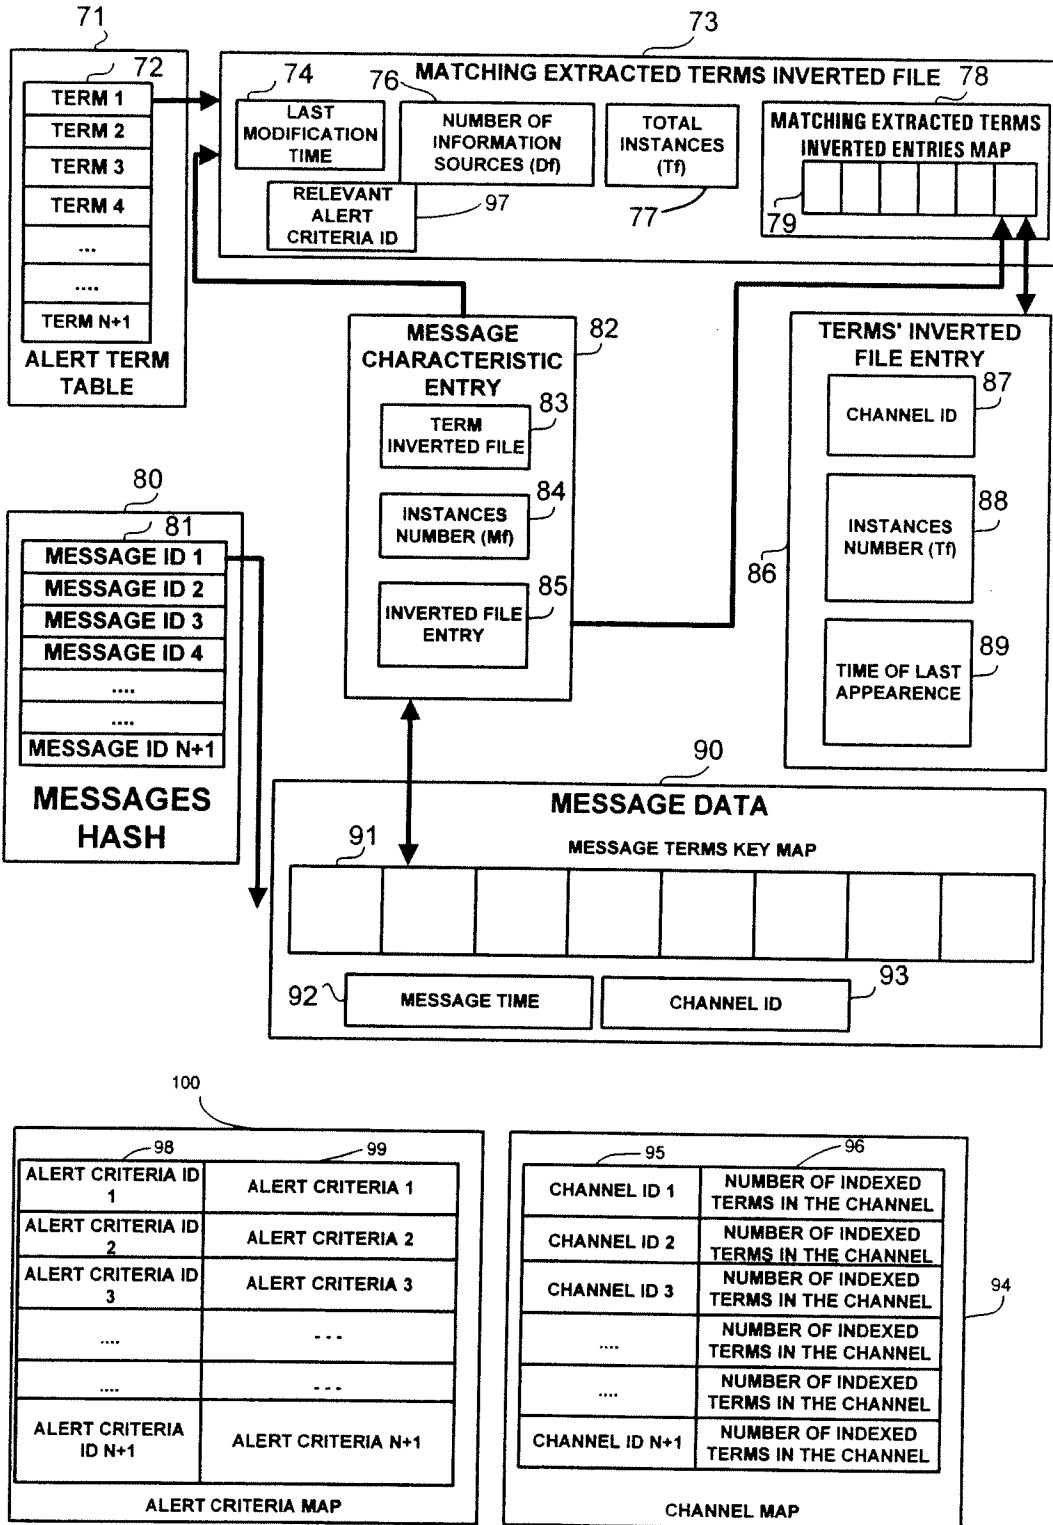 71
72
TERM 1
TERM 2
TERM 3
TERM 4
...
....
TERM N+1
ALERT TERM
TABLE
73
MATCHING EXTRACTED TERMS INVERTED FILE
74
LAST
MODIFICATION
TIME
76
NUMBER OF
INFORMATION
SOURCES (Df)
TOTAL
INSTANCES
(Tf)
77
RELEVANT
ALERT
CRITERIA ID
97
78
MATCHING EXTRACTED TERMS
INVERTED ENTRIES MAP
79
82
MESSAGE
CHARACTERISTIC
ENTRY
83
TERM
INVERTED FILE
84
INSTANCES
NUMBER (Mf)
85
INVERTED FILE
ENTRY
TERMS' INVERTED
FILE ENTRY
87
CHANNEL ID
88
INSTANCES
NUMBER (Tf)
86
89
TIME OF LAST
APPEARENCE
80
81
MESSAGE ID 1
MESSAGE ID 2
MESSAGE ID 3
MESSAGE ID 4
....
....
MESSAGE ID N+1
MESSAGES
HASH
90
MESSAGE DATA
91
MESSAGE TERMS KEY MAP
92
MESSAGE TIME
CHANNEL ID
93
100
98
99
ALERT CRITERIA ID
1
ALERT CRITERIA 1
ALERT CRITERIA ID
2
ALERT CRITERIA 2
ALERT CRITERIA ID
3
ALERT CRITERIA 3
....
- - -
....
- - -
ALERT CRITERIA
ID N+1
ALERT CRITERIA N+1
ALERT CRITERIA MAP
95
96
CHANNEL ID 1
NUMBER OF INDEXED
TERMS IN THE CHANNEL
CHANNEL ID 2
NUMBER OF INDEXED
TERMS IN THE CHANNEL
CHANNEL ID 3
NUMBER OF INDEXED
TERMS IN THE CHANNEL
94
....
NUMBER OF INDEXED
TERMS IN THE CHANNEL
....
NUMBER OF INDEXED
TERMS IN THE CHANNEL
CHANNEL ID N+1
NUMBER OF INDEXED
TERMS IN THE CHANNEL
CHANNEL MAP